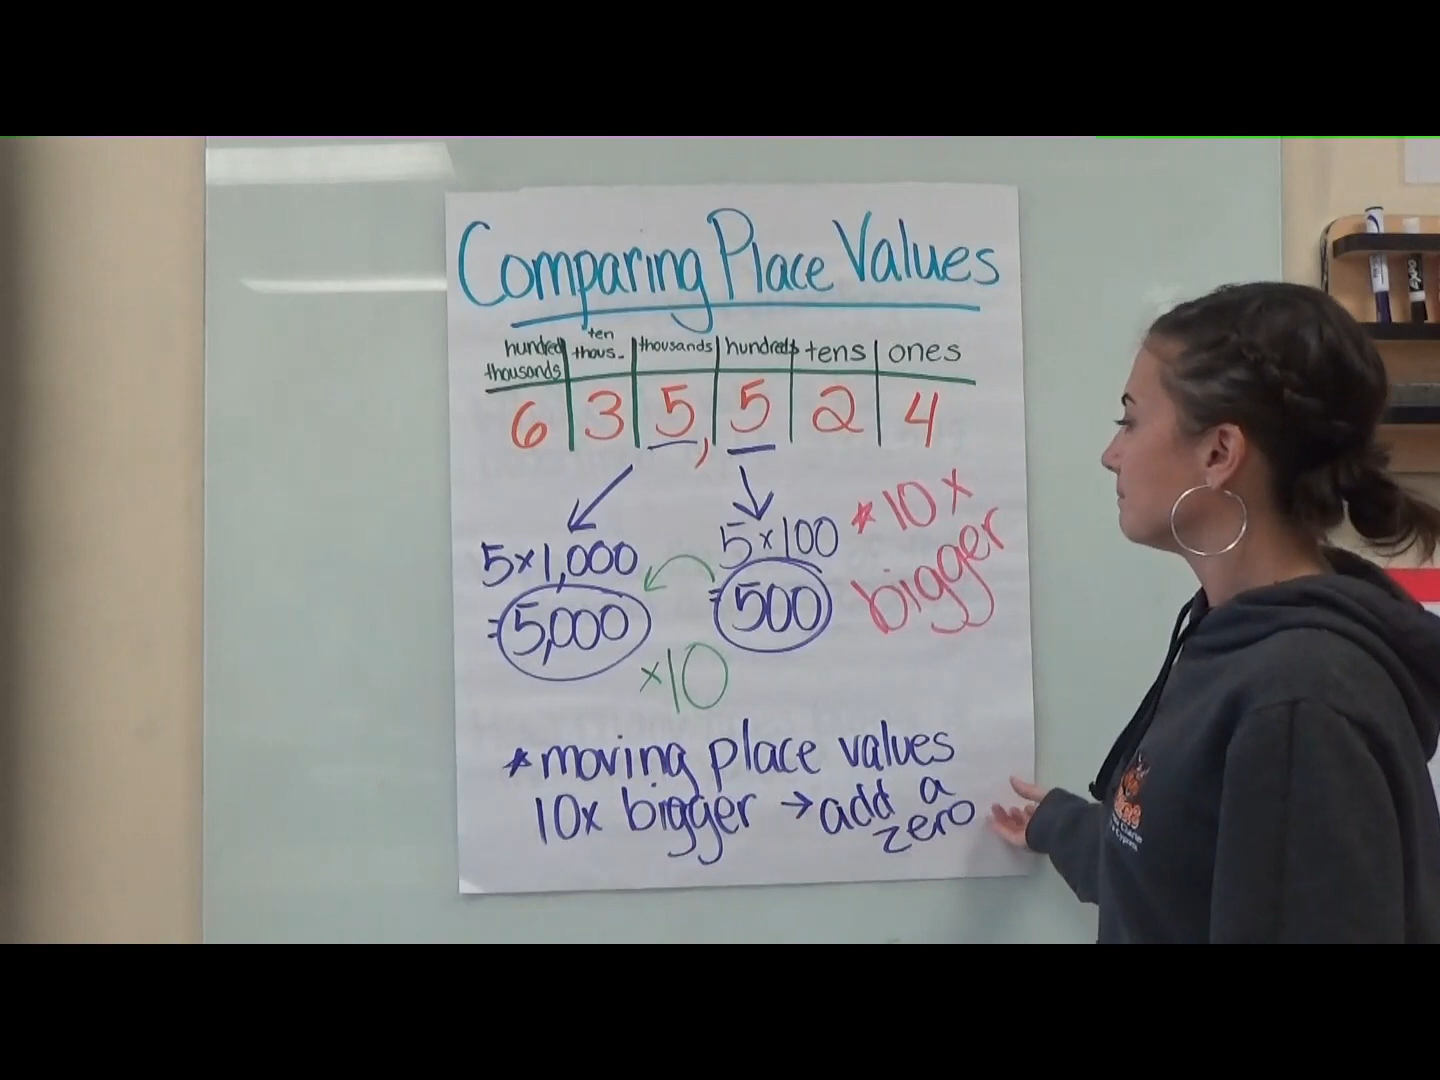 Comparing Place Values
hundred thousands | ten thous. | thousands | hundreds | tens | ones
6 3 5, 5 2 4
5×1,000
=5,000
5×100
=500
×10
* 10x
bigger
* moving place values
10x bigger → add a
zero